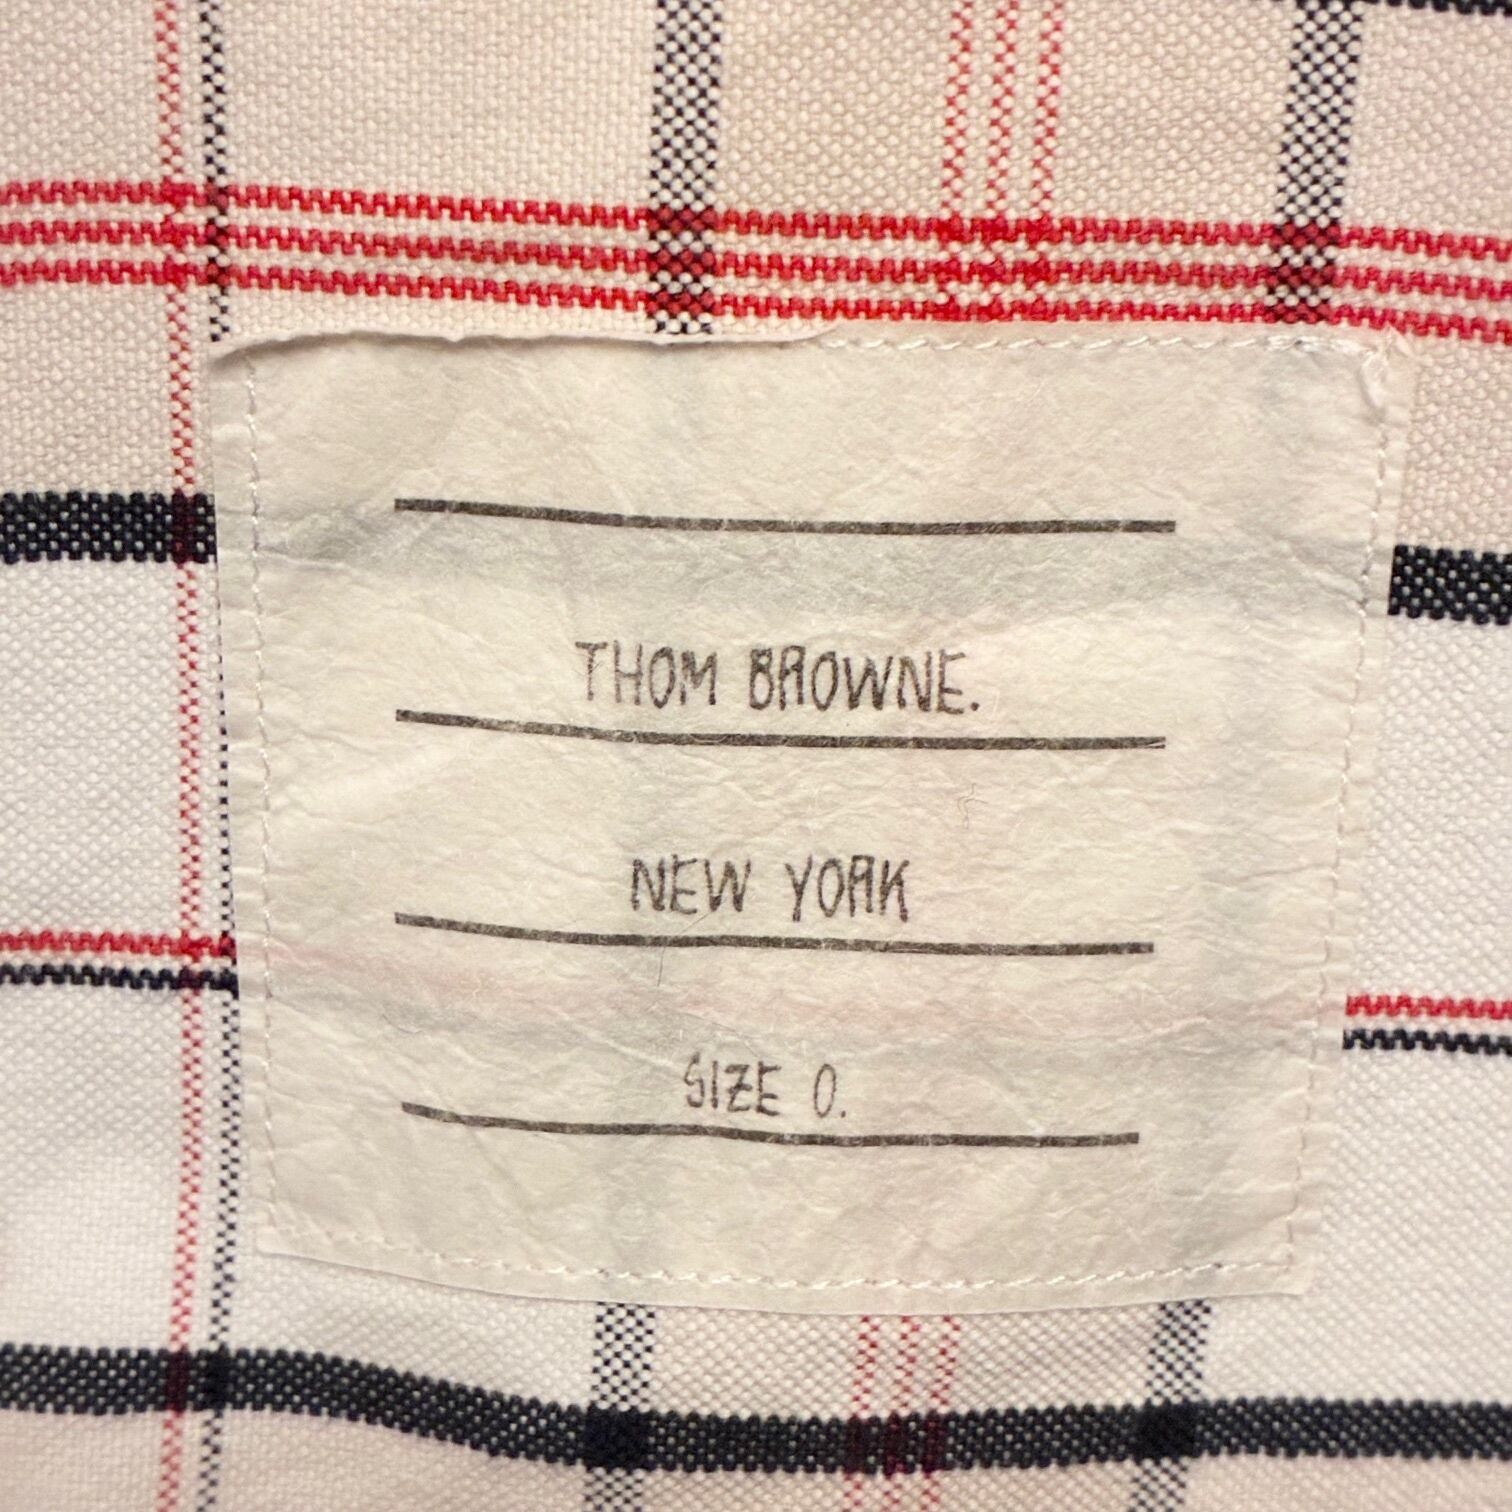 THOM BROWNE.
NEW YORK
SIZE 0.